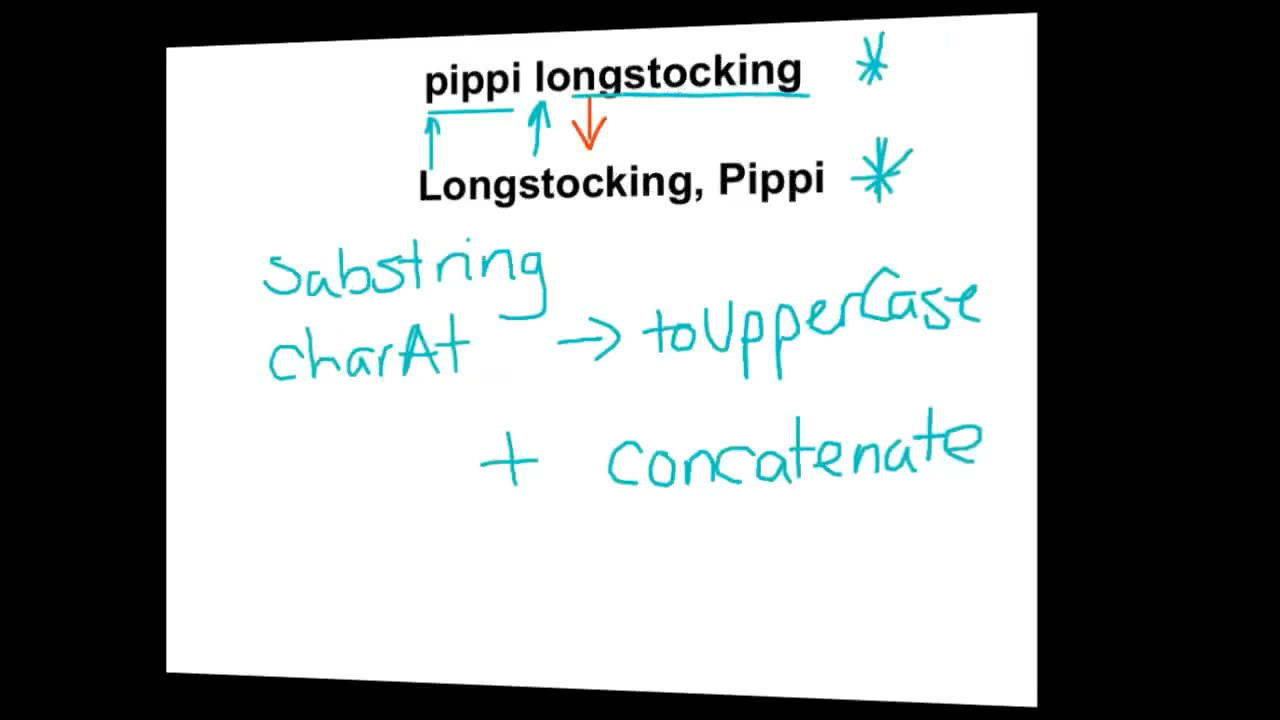 pippi longstocking *
Longstocking, Pippi *
substring
charAt → toUpperCase
+ concatenate